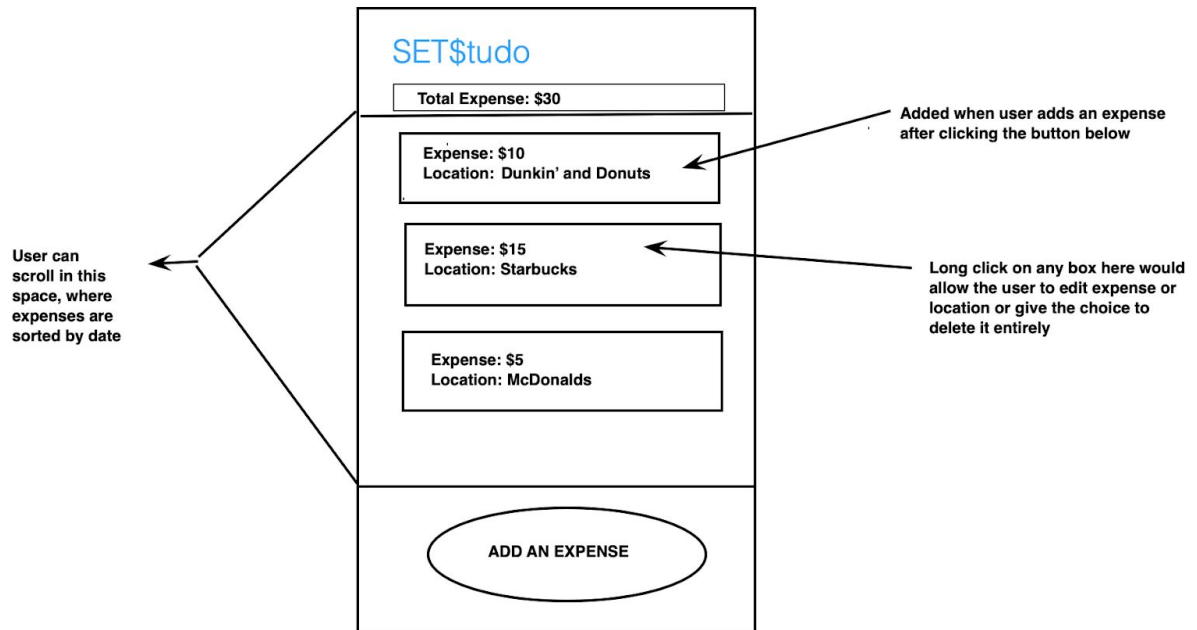 SET$tudo
Total Expense: $30
Expense: $10
Location: Dunkin' and Donuts
Expense: $15
Location: Starbucks
Expense: $5
Location: McDonalds
ADD AN EXPENSE
User can
scroll in this
space, where
expenses are
sorted by date
Added when user adds an expense
after clicking the button below
Long click on any box here would
allow the user to edit expense or
location or give the choice to
delete it entirely